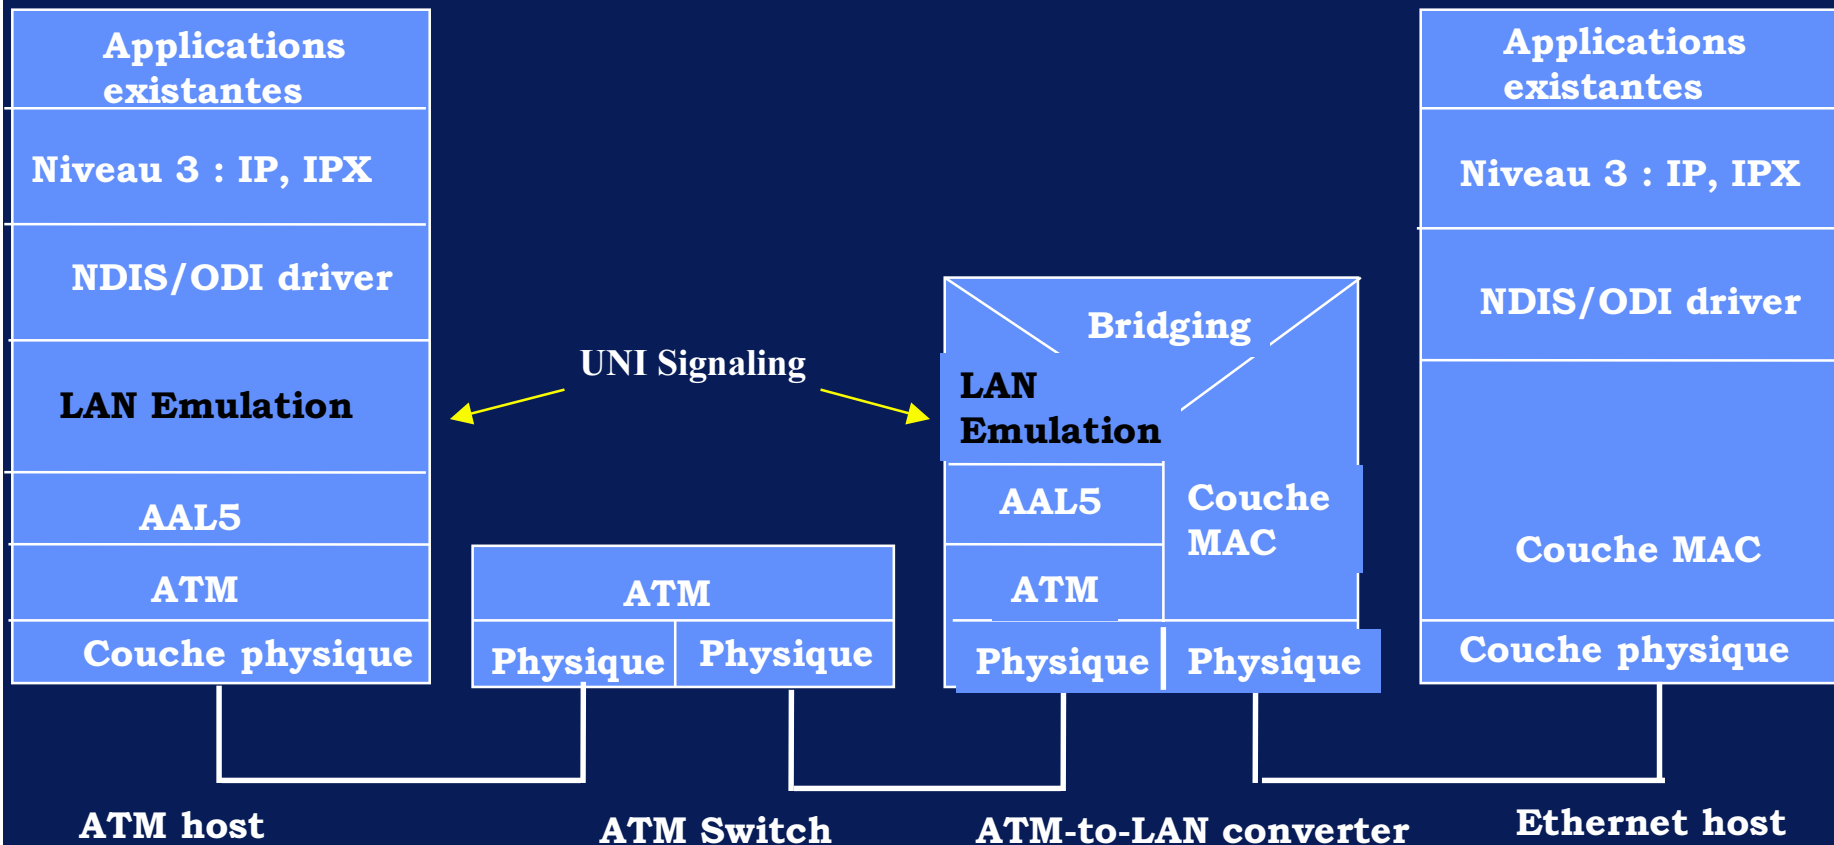 Applications
existantes
Niveau 3 : IP, IPX
NDIS/ODI driver
LAN Emulation
AAL5
ATM
Couche physique
ATM host
UNI Signaling
ATM
Physique
Physique
ATM Switch
Bridging
LAN
Emulation
AAL5
ATM
Couche
MAC
Physique
Physique
ATM-to-LAN converter
Applications
existantes
Niveau 3 : IP, IPX
NDIS/ODI driver
Couche MAC
Couche physique
Ethernet host